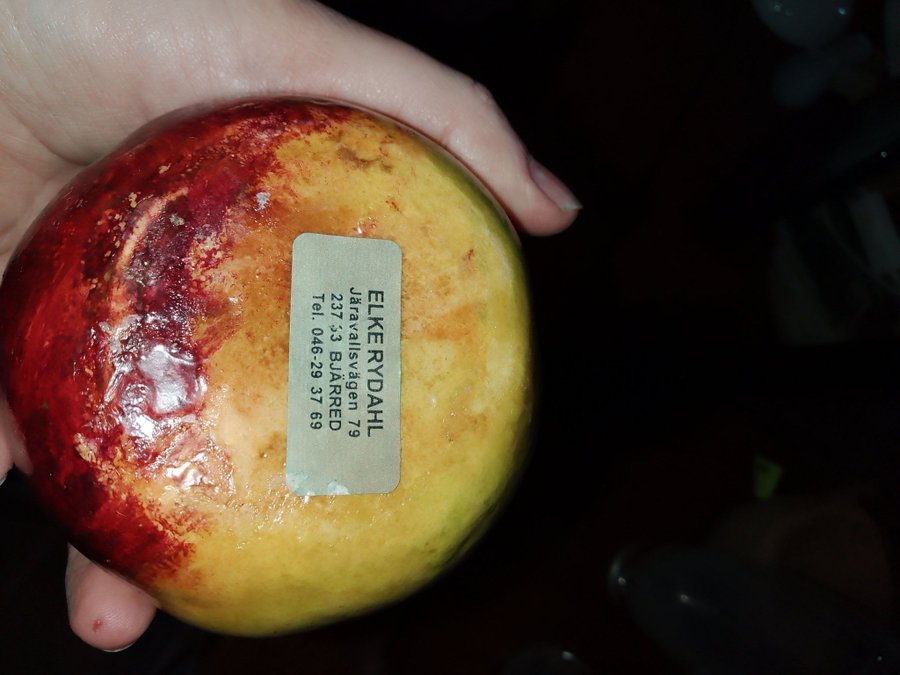 ELKE RYDAHL
Järavallsvägen 79
237 33 BJÄRRED
Tel. 046-29 37 69